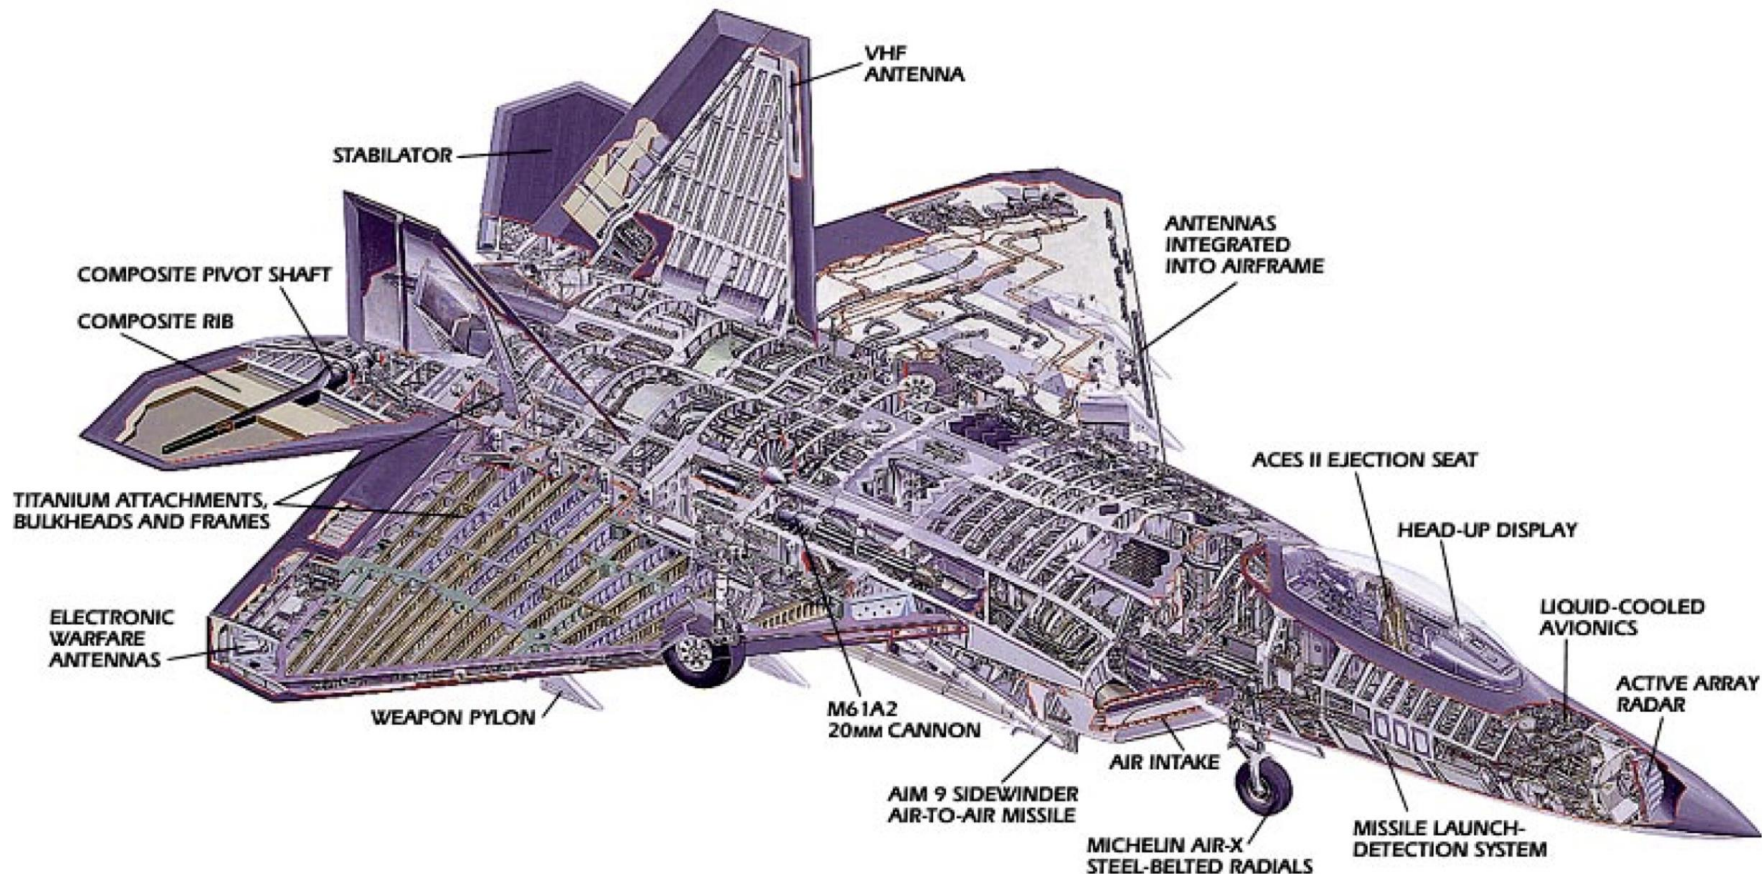 VHF
ANTENNA
STABILATOR
ANTENNAS
INTEGRATED
INTO AIRFRAME
COMPOSITE PIVOT SHAFT
COMPOSITE RIB
ACES II EJECTION SEAT
TITANIUM ATTACHMENTS,
BULKHEADS AND FRAMES
HEAD-UP DISPLAY
ELECTRONIC
WARFARE
ANTENNAS
LIQUID-COOLED
AVIONICS
ACTIVE ARRAY
RADAR
WEAPON PYLON
M61A2
20MM CANNON
AIR INTAKE
AIM 9 SIDEWINDER
AIR-TO-AIR MISSILE
MISSILE LAUNCH-
DETECTION SYSTEM
MICHELIN AIR-X
STEEL-BELTED RADIALS